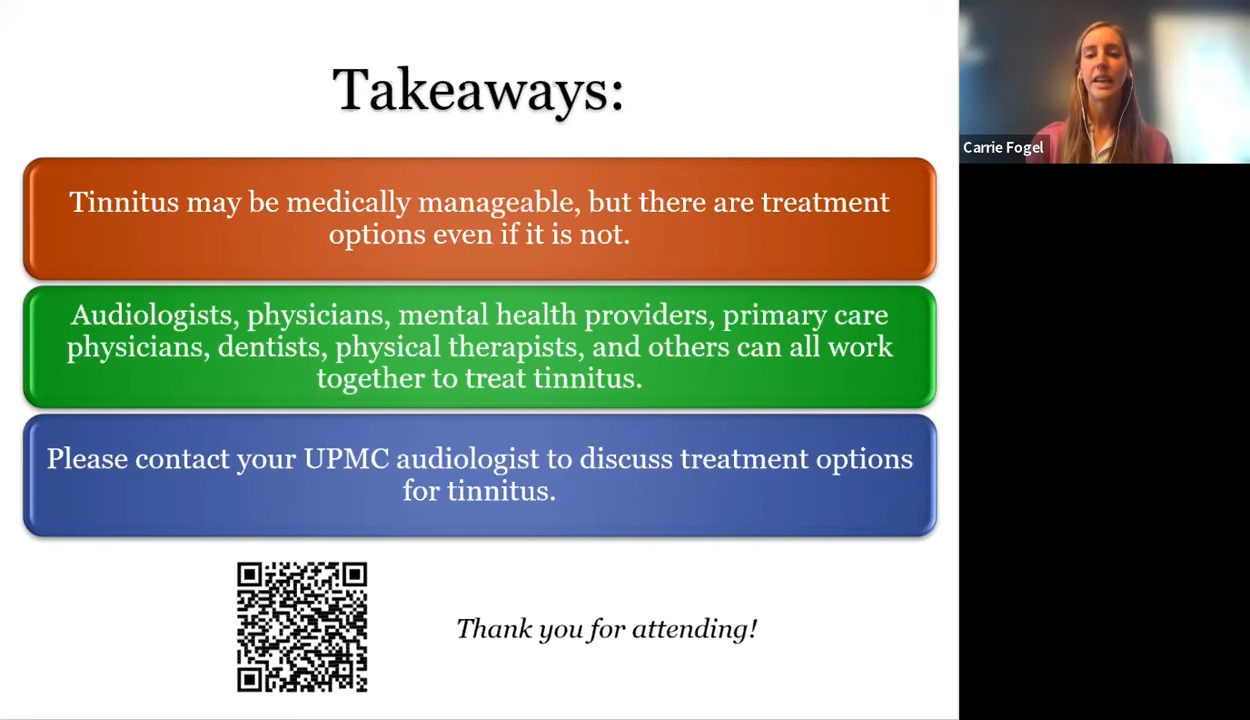 Takeaways:
Carrie Fogel
Tinnitus may be medically manageable, but there are treatment
options even if it is not.
Audiologists, physicians, mental health providers, primary care
physicians, dentists, physical therapists, and others can all work
together to treat tinnitus.
Please contact your UPMC audiologist to discuss treatment options
for tinnitus.
Thank you for attending!